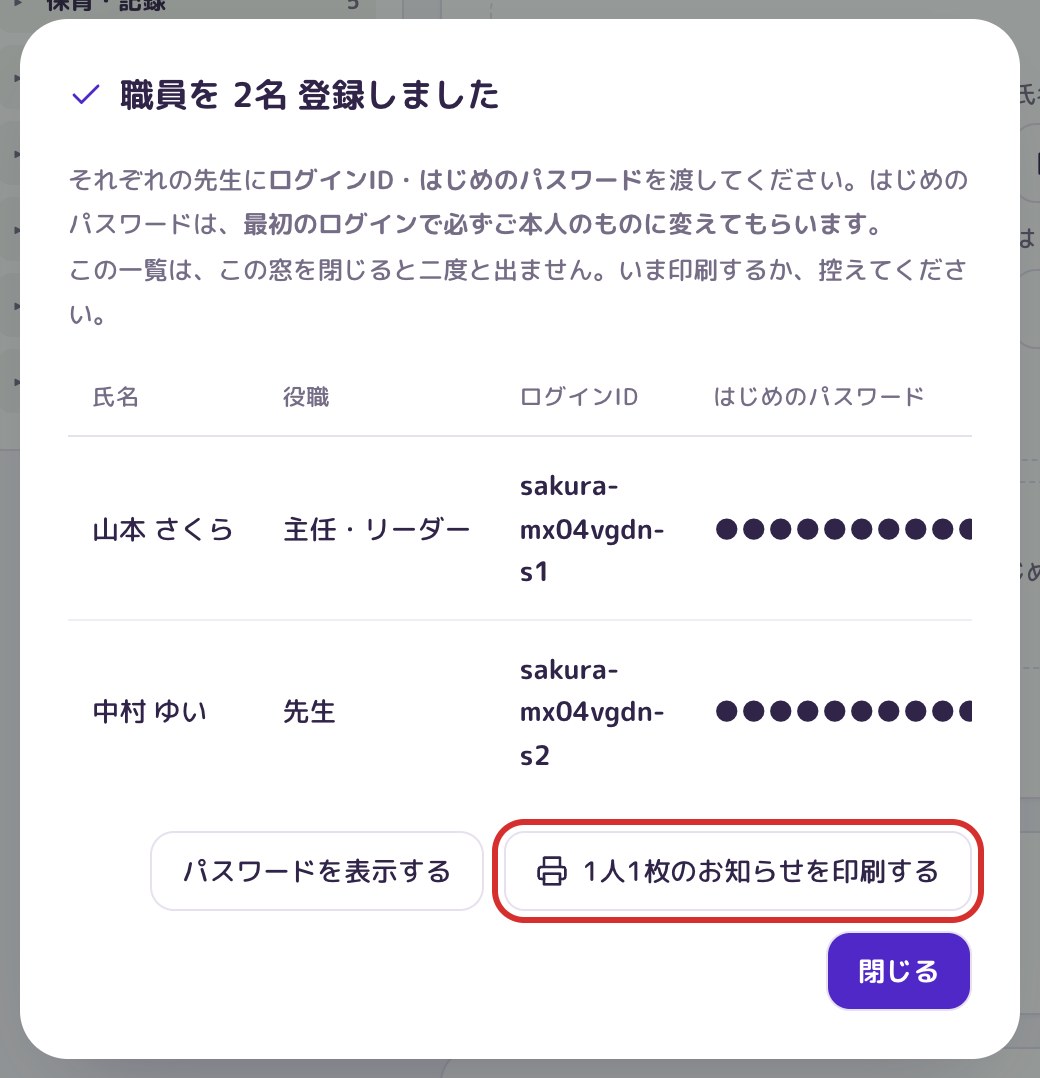 保育・記録 5
職員を 2名 登録しました
それぞれの先生にログインID・はじめのパスワードを渡してください。はじめの
パスワードは、最初のログインで必ずご本人のものに変えてもらいます。
この一覧は、この窓を閉じると二度と出ません。いま印刷するか、控えてくださ
い。
氏名 役職 ログインID はじめのパスワード
山本 さくら 主任・リーダー sakura-
mx04vgdn-
s1
●●●●●●●●●●
中村 ゆい 先生 sakura-
mx04vgdn-
s2
●●●●●●●●●●
パスワードを表示する
1人1枚のお知らせを印刷する
閉じる